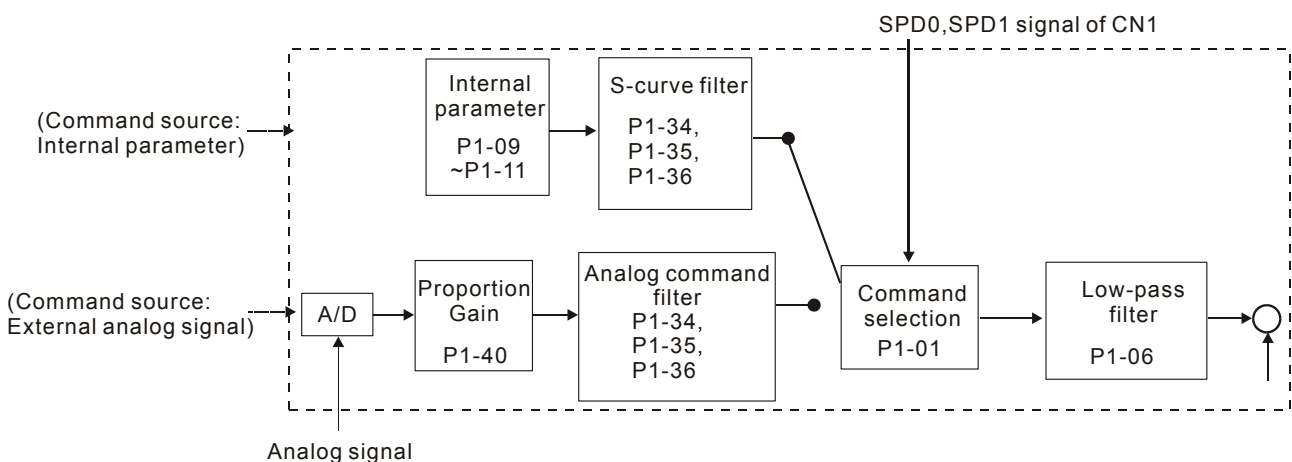 SPD0,SPD1 signal of CN1
(Command source:
Internal parameter)
Internal
parameter
P1-09
~P1-11
S-curve filter
P1-34,
P1-35,
P1-36
(Command source:
External analog signal)
A/D
Proportion
Gain
P1-40
Analog command
filter
P1-34,
P1-35,
P1-36
Command
selection
P1-01
Low-pass
filter
P1-06
Analog signal